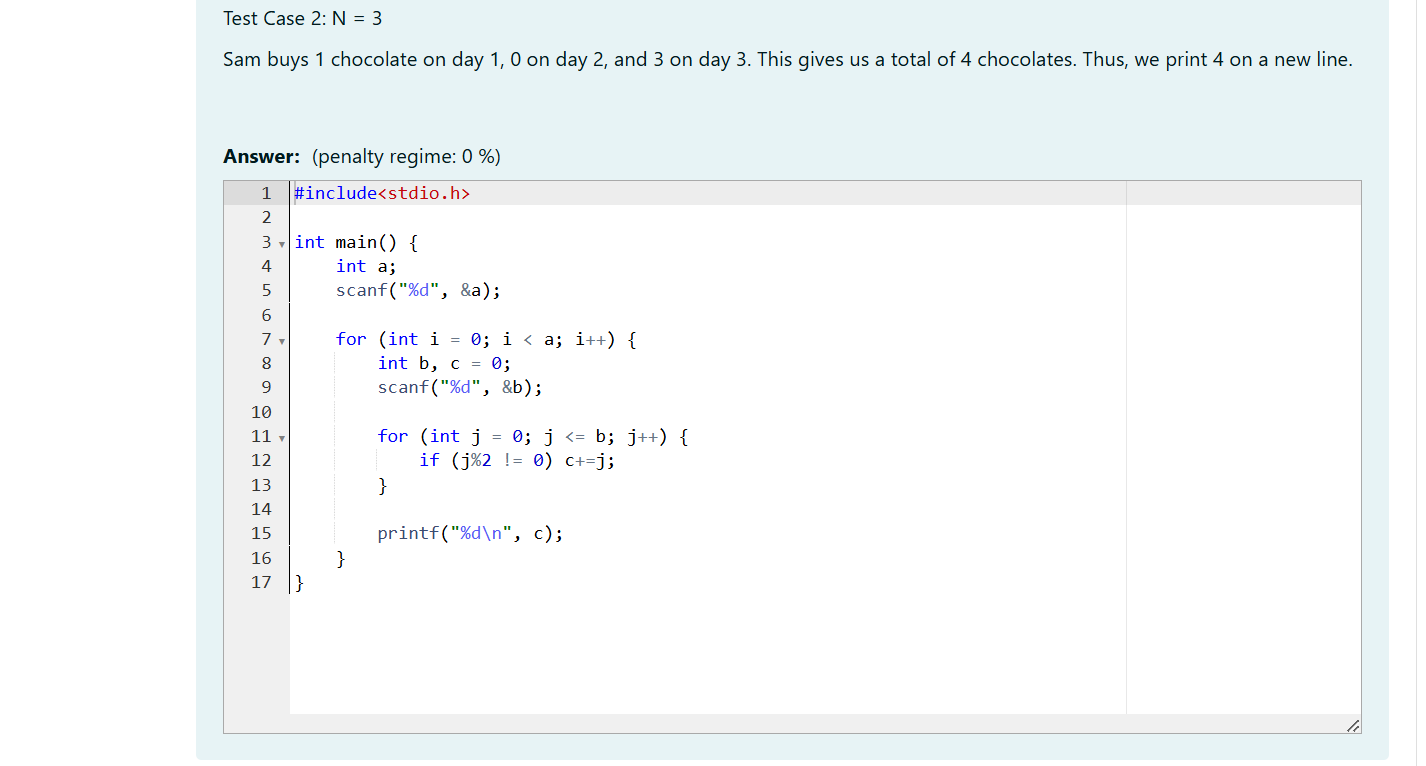 Test Case 2: N = 3
Sam buys 1 chocolate on day 1, 0 on day 2, and 3 on day 3. This gives us a total of 4 chocolates. Thus, we print 4 on a new line.
Answer: (penalty regime: 0 %)
1 #include<stdio.h>
2
3 int main() {
4     int a;
5     scanf("%d", &a);
6
7     for (int i = 0; i < a; i++) {
8         int b, c = 0;
9         scanf("%d", &b);
10
11         for (int j = 0; j <= b; j++) {
12             if (j%2 != 0) c+=j;
13         }
14
15         printf("%d\n", c);
16     }
17 }